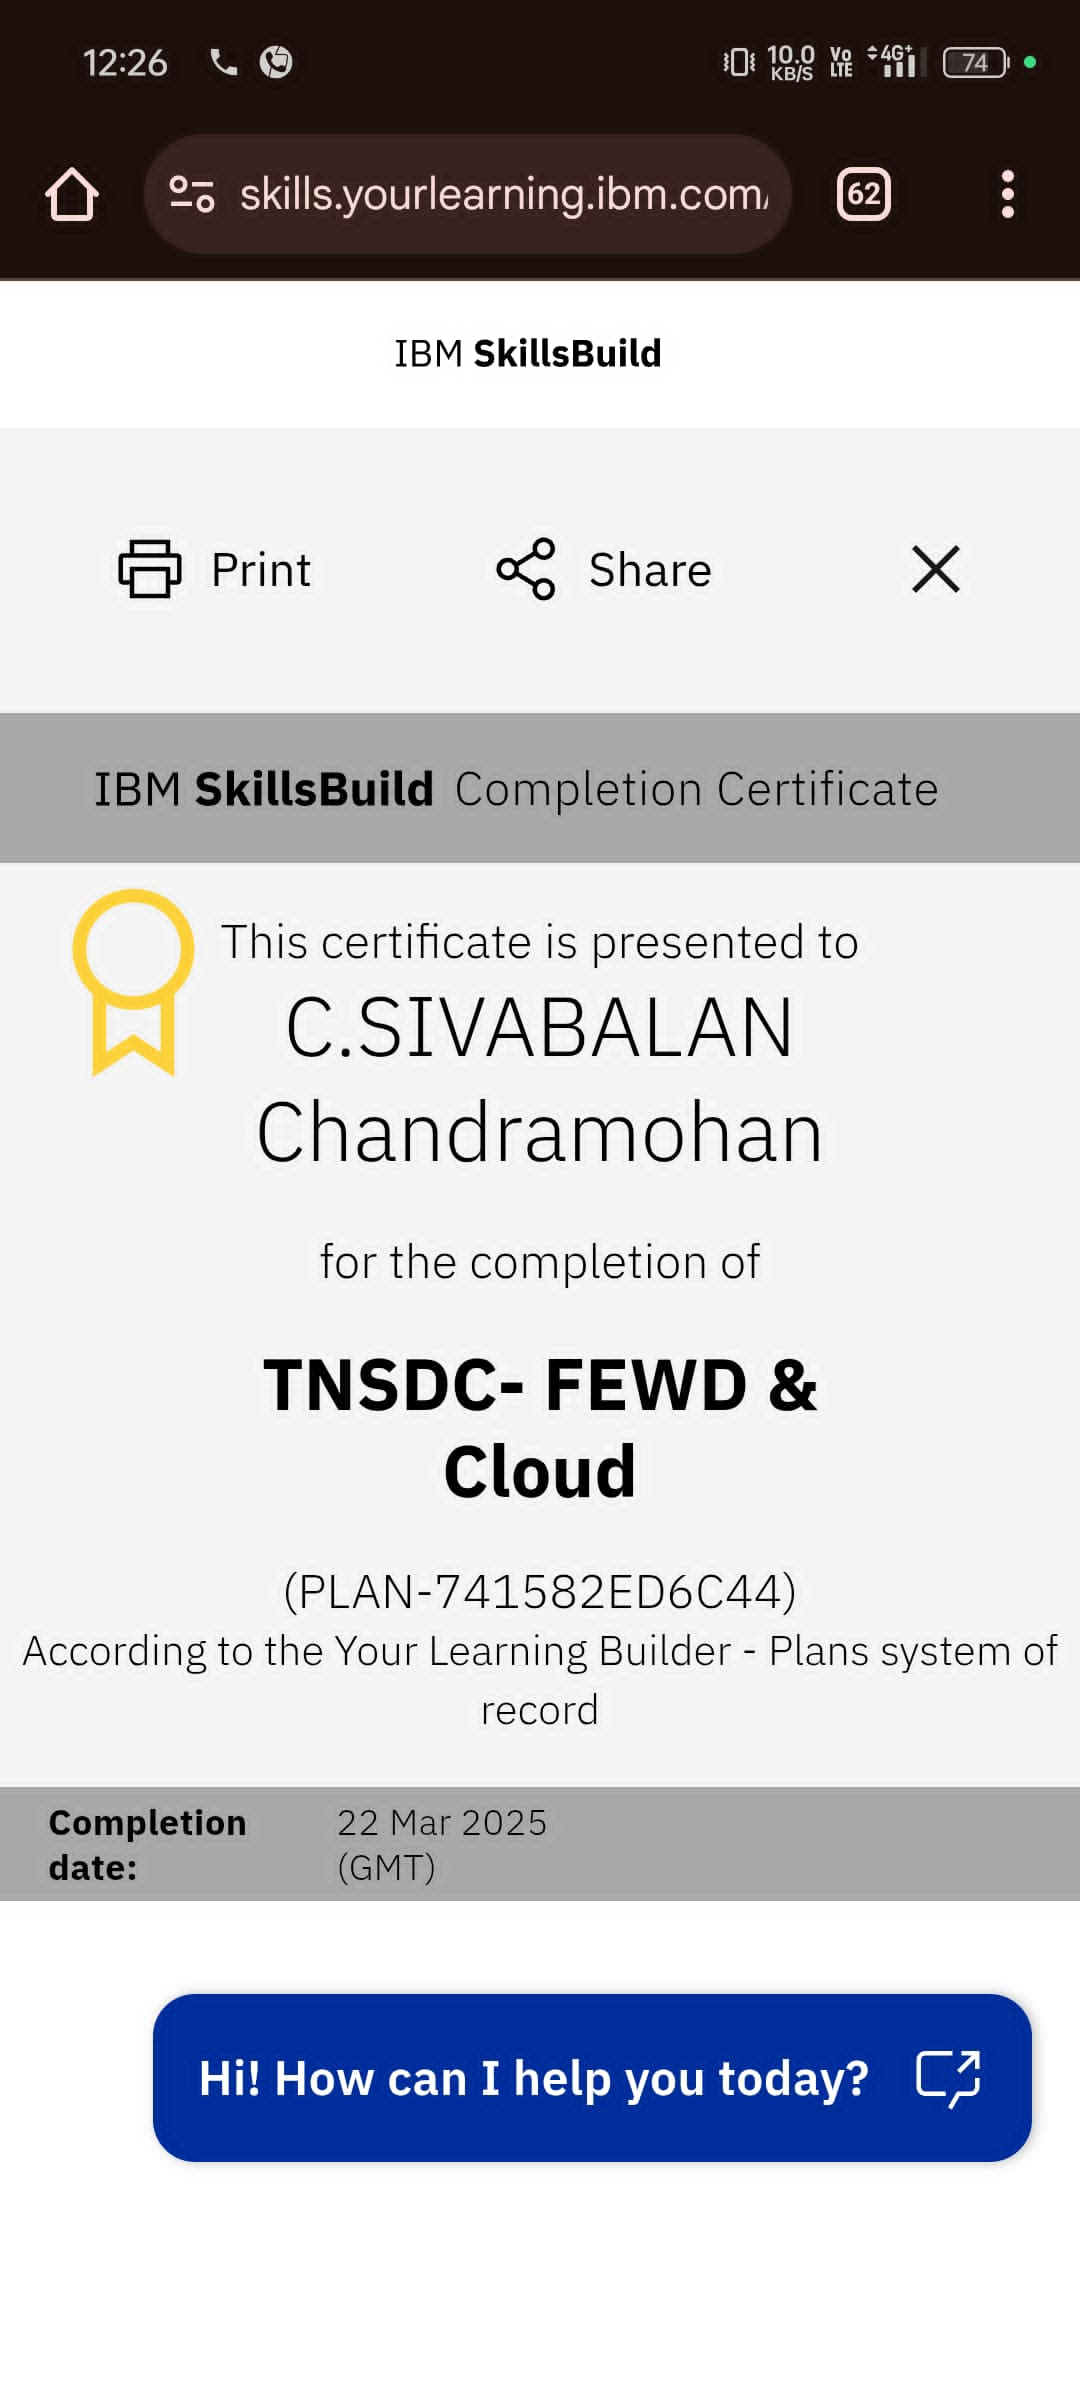 12:26
10.0 KB/S
Vo LTE
4G+
74
skills.yourlearning.ibm.com/
62
IBM SkillsBuild
Print
Share
IBM SkillsBuild Completion Certificate
This certificate is presented to
C.SIVABALAN
Chandramohan
for the completion of
TNSDC- FEWD &
Cloud
(PLAN-741582ED6C44)
According to the Your Learning Builder - Plans system of
record
Completion date:
22 Mar 2025 (GMT)
Hi! How can I help you today?